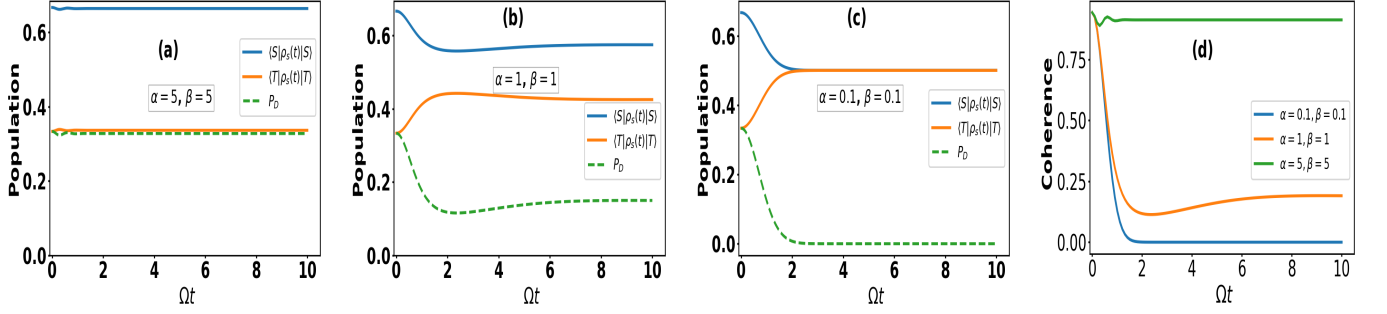 Population
0.6
0.4
0.2
0.0
(a)
α = 5, β = 5
⟨S|ρₛ(t)|S⟩
⟨T|ρₛ(t)|T⟩
P_D
0 2 4 6 8 10
Ωt
Population
0.6
0.4
0.2
0.0
(b)
α = 1, β = 1
⟨S|ρₛ(t)|S⟩
⟨T|ρₛ(t)|T⟩
P_D
0 2 4 6 8 10
Ωt
Population
0.6
0.4
0.2
0.0
(c)
α = 0.1, β = 0.1
⟨S|ρₛ(t)|S⟩
⟨T|ρₛ(t)|T⟩
P_D
0 2 4 6 8 10
Ωt
Coherence
0.75
0.50
0.25
0.00
(d)
α = 0.1, β = 0.1
α = 1, β = 1
α = 5, β = 5
0 2 4 6 8 10
Ωt